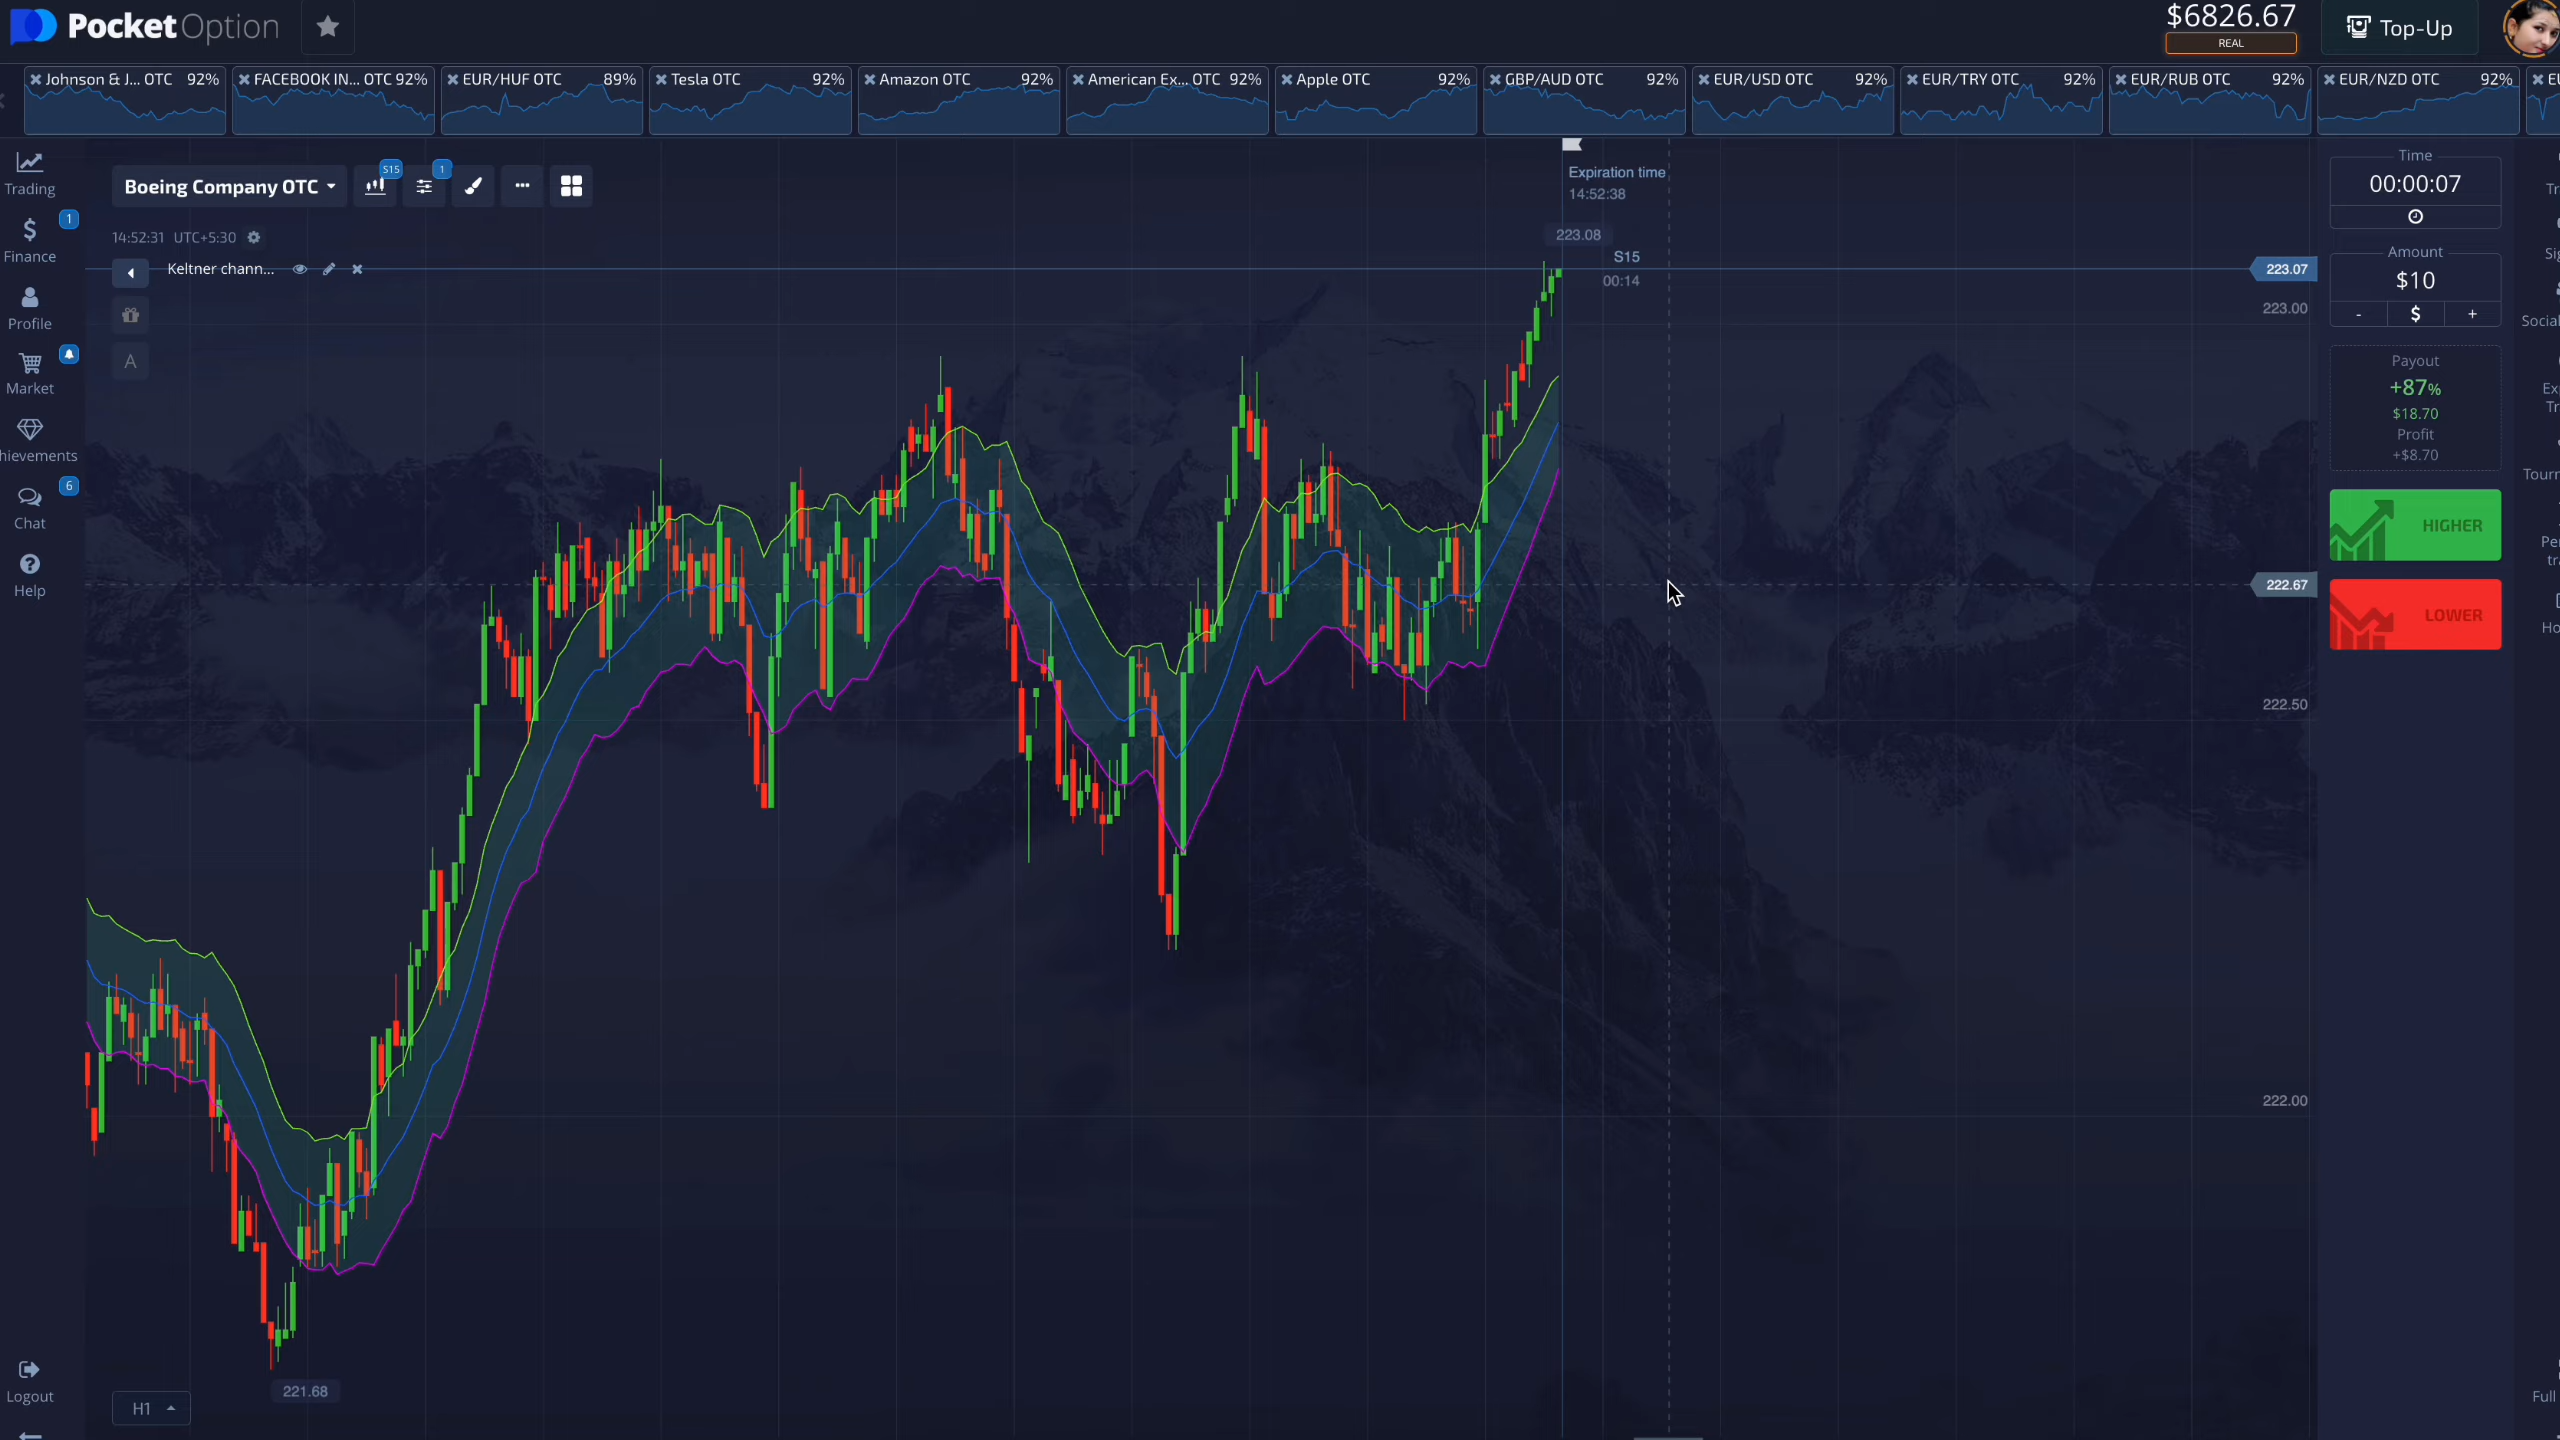 PocketOption
$6826.67
REAL
Top-Up
Johnson & J... OTC 92%
FACEBOOK IN... OTC 92%
EUR/HUF OTC 89%
Tesla OTC 92%
Amazon OTC 92%
American Ex... OTC 92%
Apple OTC 92%
GBP/AUD OTC 92%
EUR/USD OTC 92%
EUR/TRY OTC 92%
EUR/RUB OTC 92%
EUR/NZD OTC 92%
Trading
1
Finance
Profile
Market
hievements
6
Chat
Help
Logout
Boeing Company OTC
S15
1
14:52:31 UTC+5:30
Keltner chann...
A
Expiration time
14:52:38
223.08
S15
00:14
223.07
223.00
222.67
222.50
222.00
221.68
H1
Time
00:00:07
Amount
$10
- $ +
Payout
+87%
$18.70
Profit
+$8.70
HIGHER
LOWER
Social
Tourn
Full